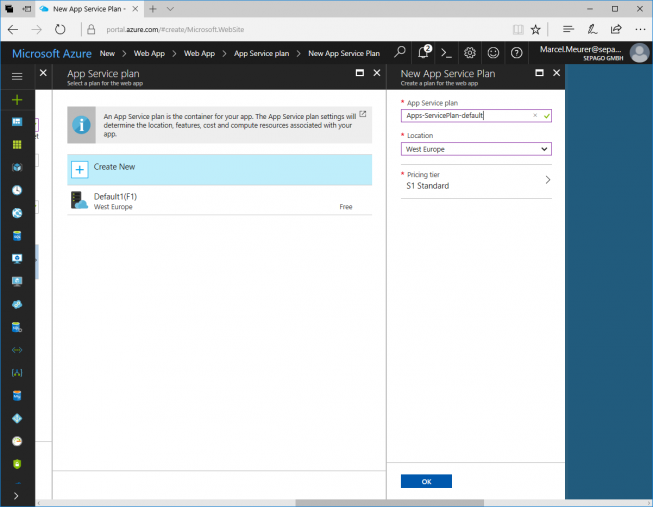 New App Service Plan -
portal.azure.com/#create/Microsoft.WebSite
Microsoft Azure New > Web App > Web App > App Service plan > New App Service Plan
2
Marcel.Meurer@sepa...
SEPAGO GMBH
App Service plan
Select a plan for the web app
An App Service plan is the container for your app. The App Service plan settings will
determine the location, features, cost and compute resources associated with your
app.
Create New
Default1(F1)
West Europe
Free
New App Service Plan
Create a plan for the web app
* App Service plan
Apps-ServicePlan-default
* Location
West Europe
* Pricing tier
S1 Standard
OK